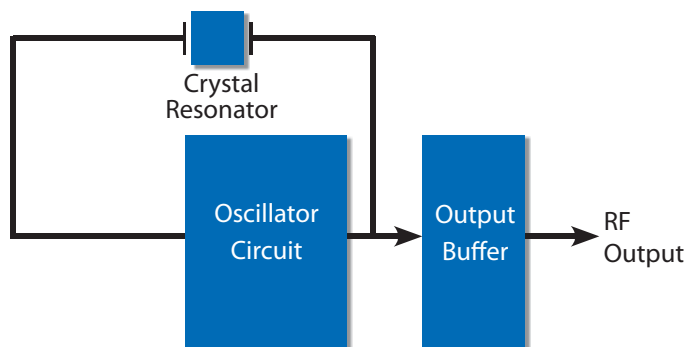 Crystal
Resonator
Oscillator
Circuit
Output
Buffer
RF
Output